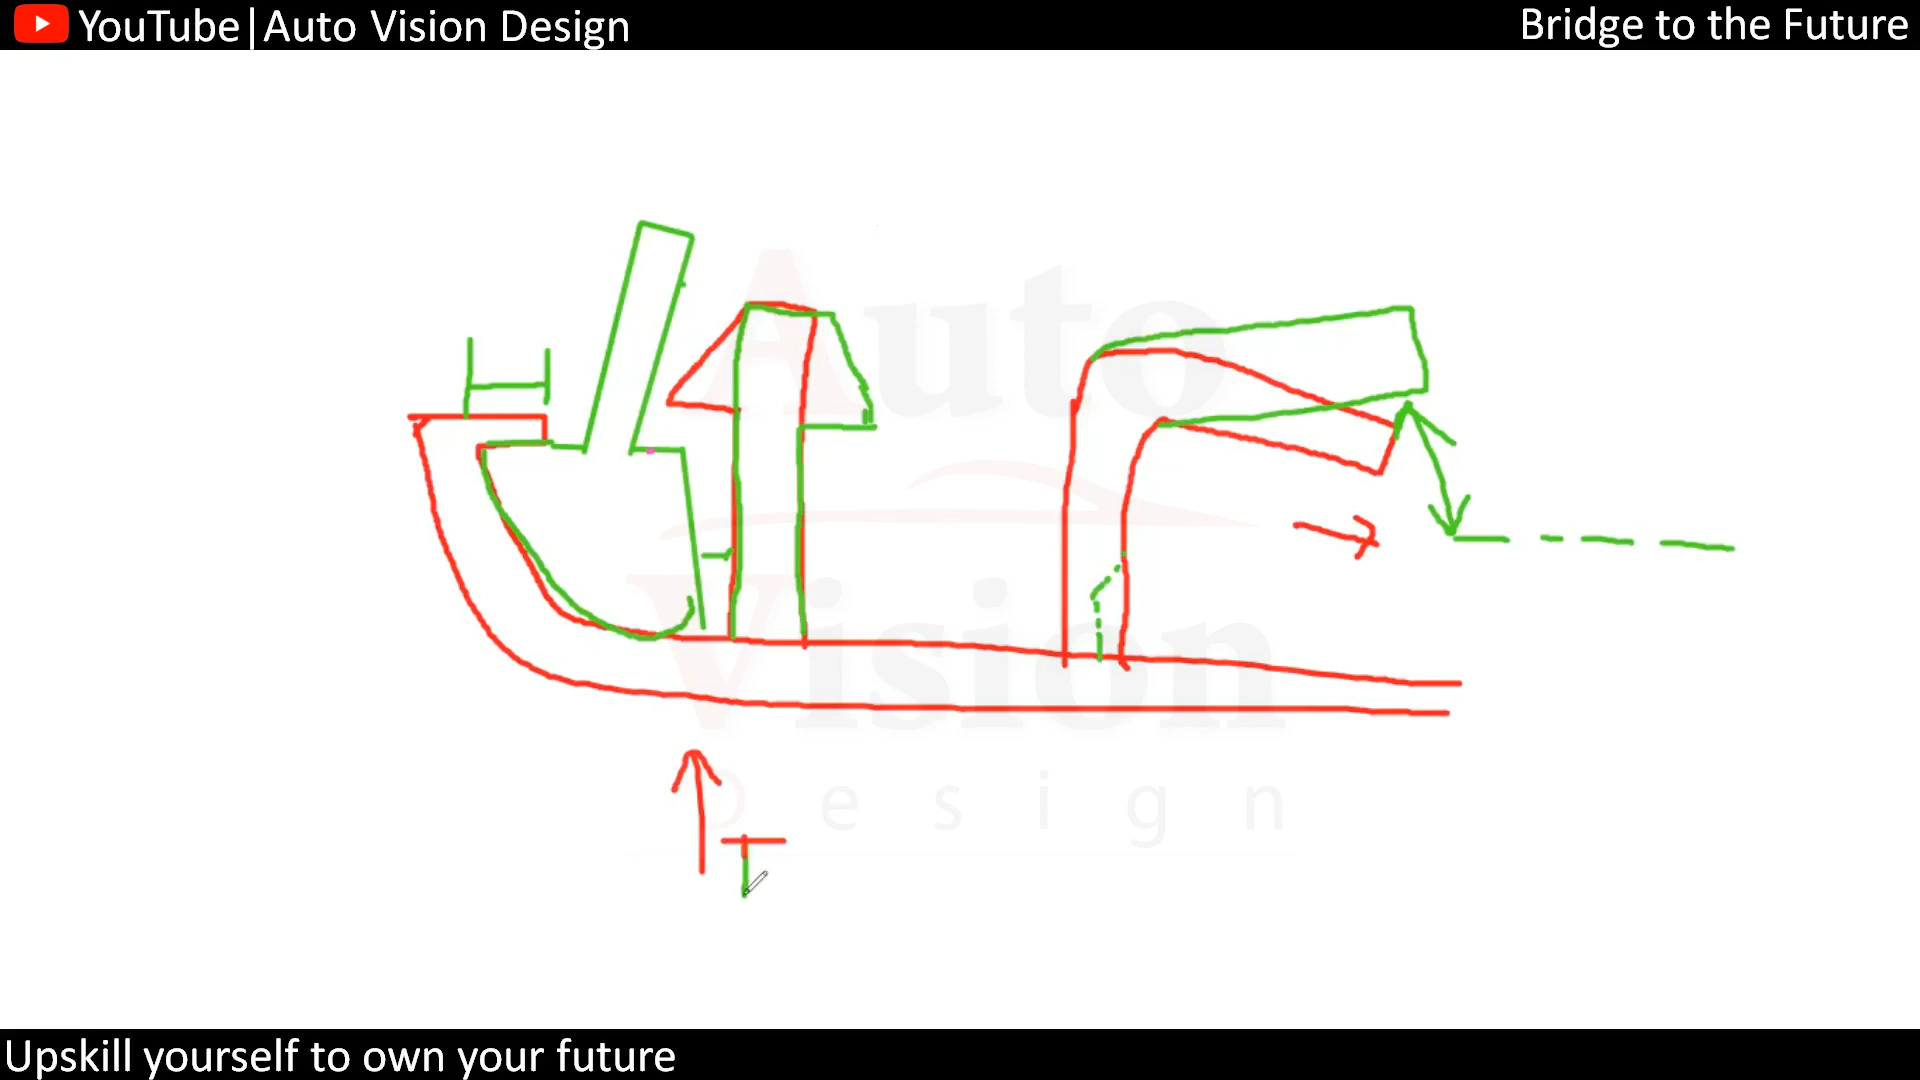 YouTube|Auto Vision Design
Bridge to the Future
Auto
Vision
Design
T
Upskill yourself to own your future